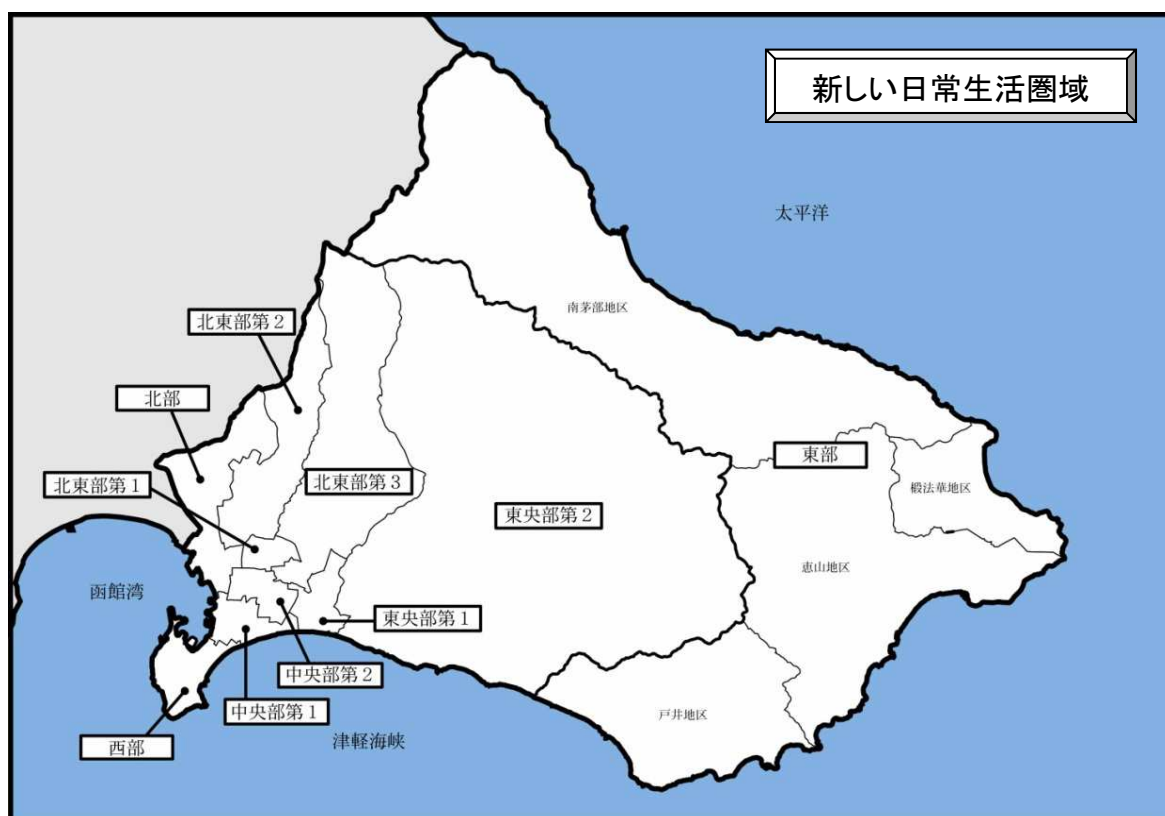 新しい日常生活圏域
太平洋
南茅部地区
北東部第2
北部
東部
北東部第1
北東部第3
椴法華地区
東央部第2
恵山地区
函館湾
東央部第1
中央部第2
中央部第1
戸井地区
津軽海峡
西部